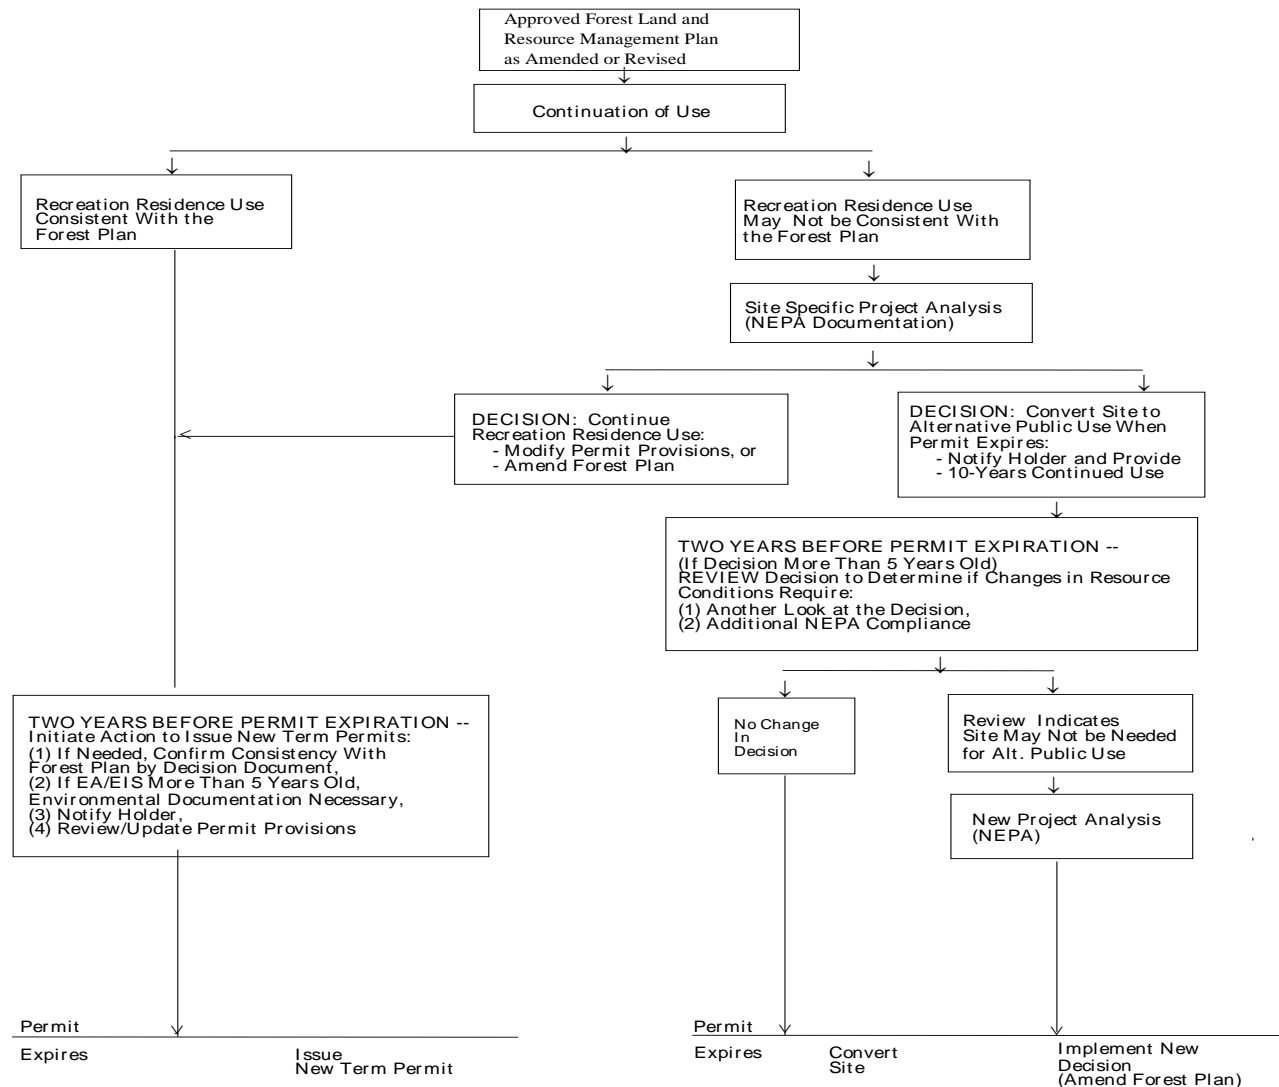 Approved Forest Land and
Resource Management Plan
as Amended or Revised
Continuation of Use
Recreation Residence Use
Consistent With the
Forest Plan
Recreation Residence Use
May Not be Consistent With
the Forest Plan
Site Specific Project Analysis
(NEPA Documentation)
DECISION: Continue
Recreation Residence Use:
- Modify Permit Provisions, or
- Amend Forest Plan
DECISION: Convert Site to
Alternative Public Use When
Permit Expires:
- Notify Holder and Provide
- 10-Years Continued Use
TWO YEARS BEFORE PERMIT EXPIRATION --
(If Decision More Than 5 Years Old)
REVIEW Decision to Determine if Changes in Resource
Conditions Require:
(1) Another Look at the Decision,
(2) Additional NEPA Compliance
TWO YEARS BEFORE PERMIT EXPIRATION --
Initiate Action to Issue New Term Permits:
(1) If Needed, Confirm Consistency With
Forest Plan by Decision Document,
(2) If EA/EIS More Than 5 Years Old,
Environmental Documentation Necessary,
(3) Notify Holder,
(4) Review/Update Permit Provisions
No Change
In
Decision
Review Indicates
Site May Not be Needed
for Alt. Public Use
New Project Analysis
(NEPA)
Permit
Expires
Issue
New Term Permit
Permit
Expires
Convert
Site
Implement New
Decision
(Amend Forest Plan)